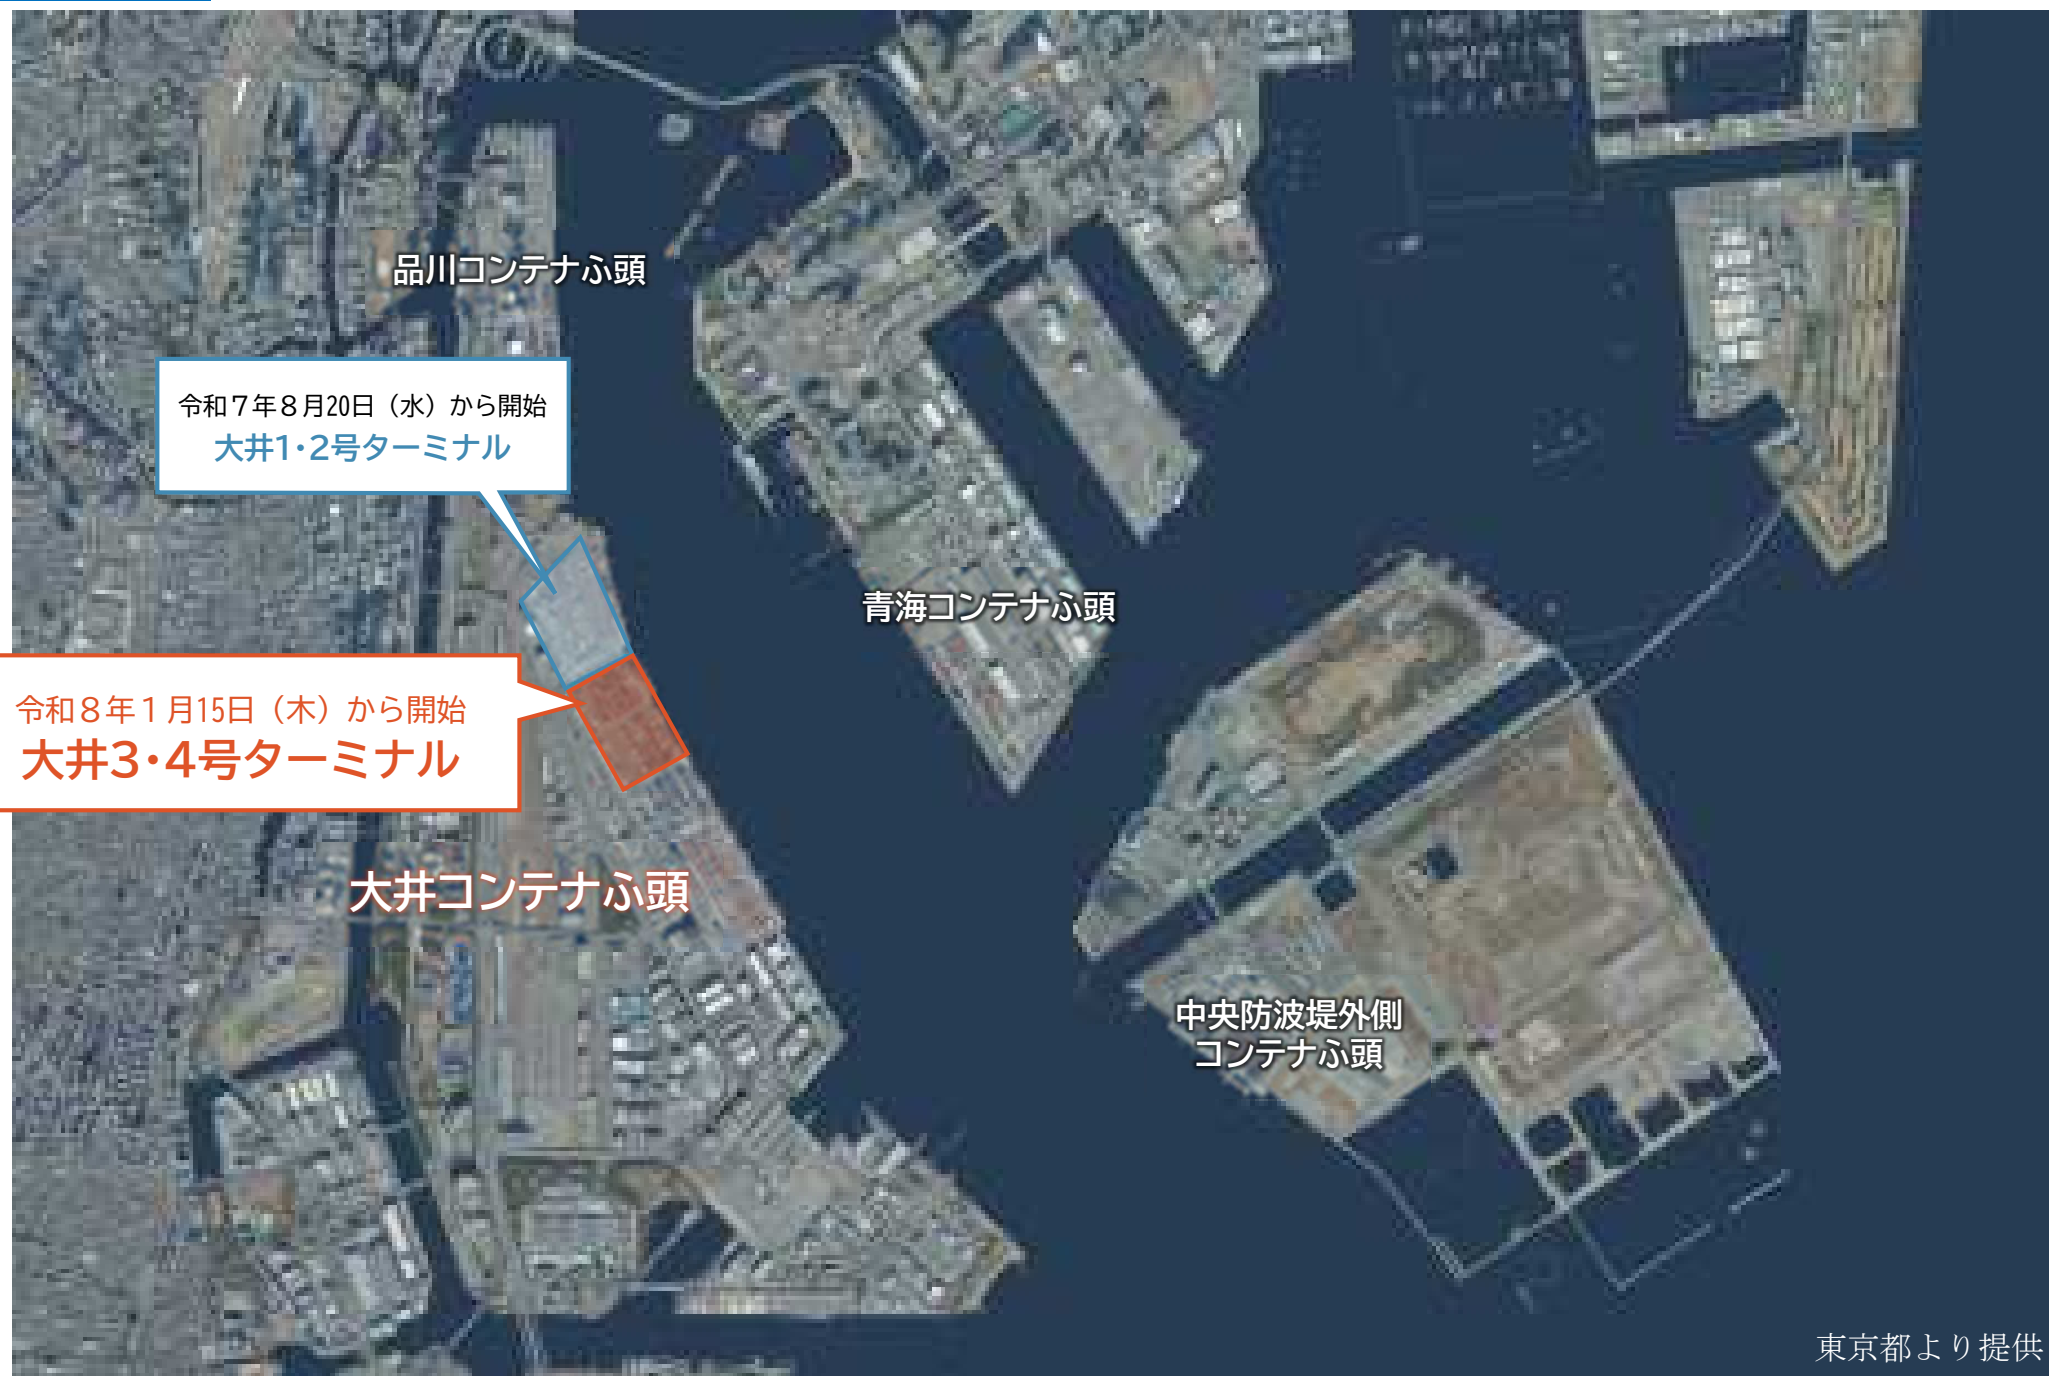 品川コンテナふ頭
令和７年８月20日（水）から開始
大井1・2号ターミナル
青海コンテナふ頭
令和８年１月15日（木）から開始
大井3・4号ターミナル
大井コンテナふ頭
中央防波堤外側
コンテナふ頭
東京都より提供